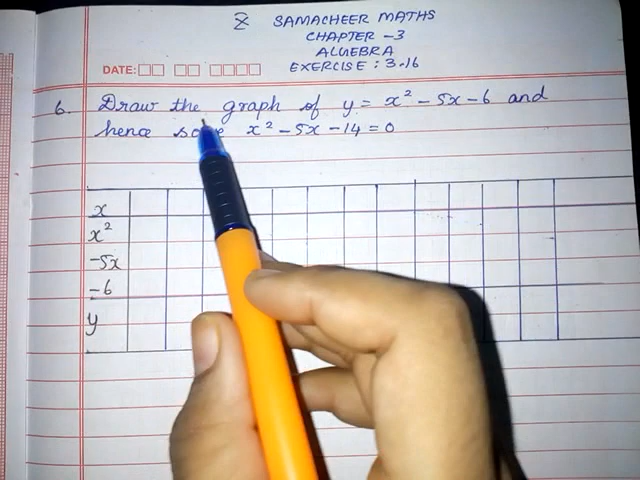 8 SAMACHEER MATHS
CHAPTER -3
ALGEBRA
DATE: EXERCISE : 3.16
6. Draw the graph of y = x² - 5x - 6 and
hence x² - 5x - 14 = 0
x
x²
-5x
-6
y